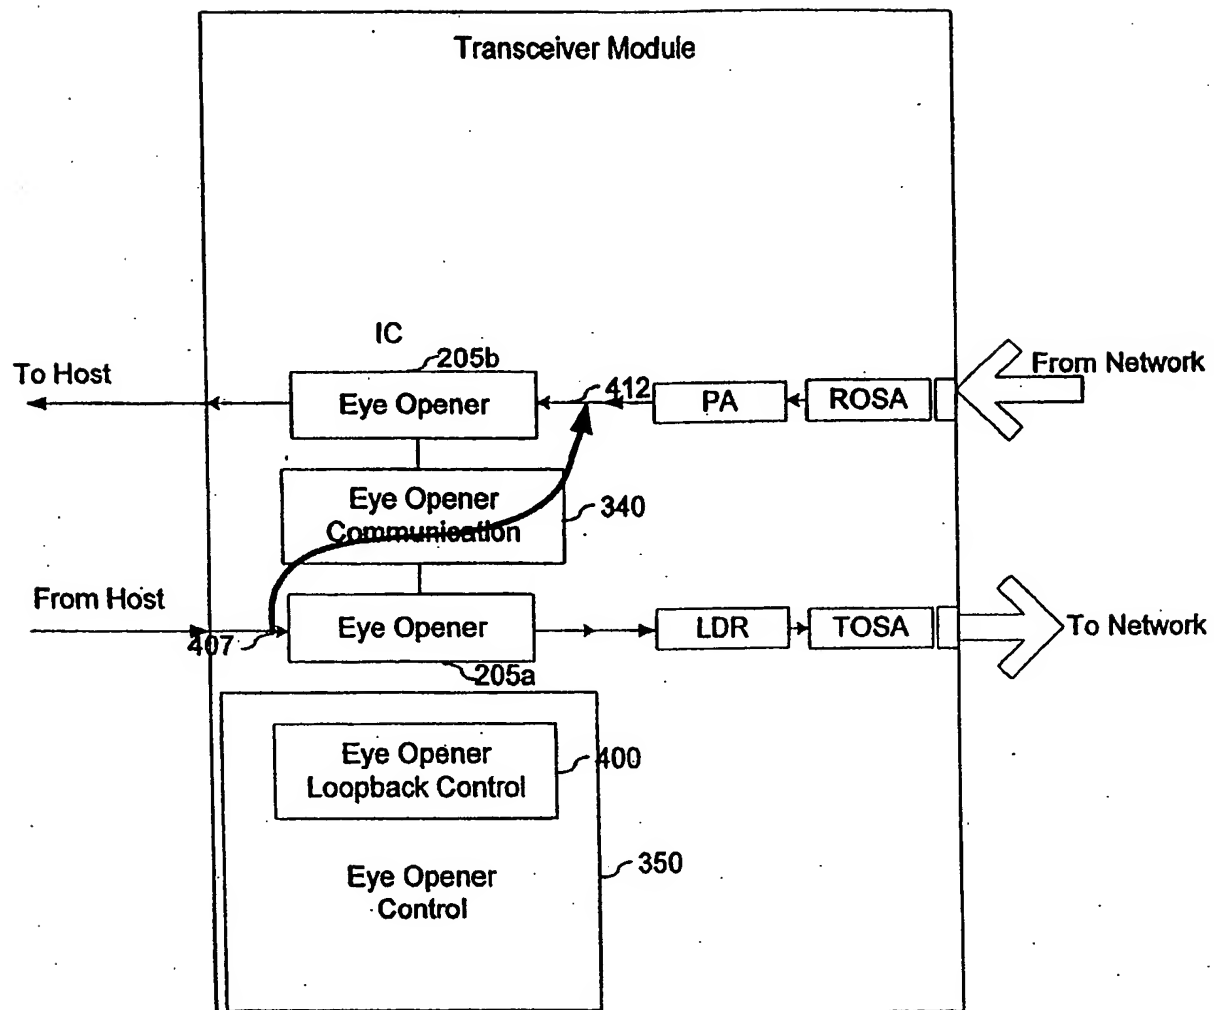 Transceiver Module
IC
205b
To Host
Eye Opener
412
PA
ROSA
From Network
Eye Opener
Communication
340
From Host
407
Eye Opener
205a
LDR
TOSA
To Network
Eye Opener
Loopback Control
400
Eye Opener
Control
350